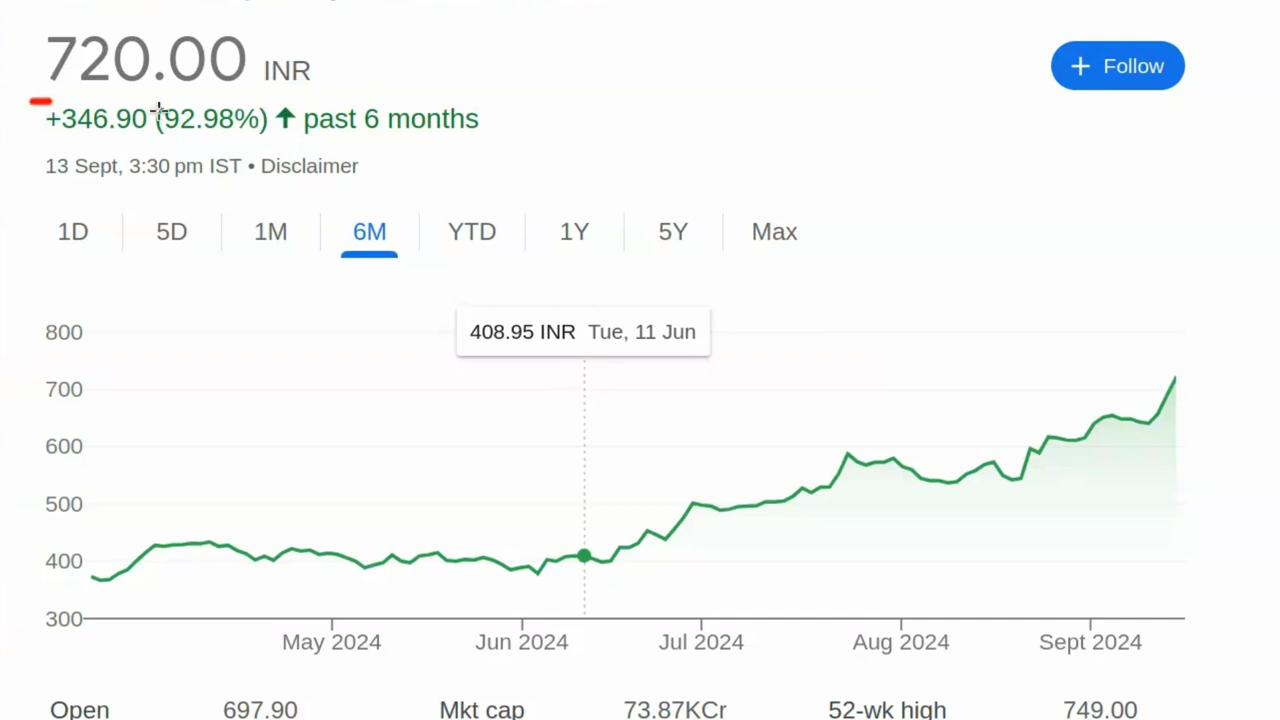 720.00 INR
+ Follow
+346.90 (92.98%) ↑ past 6 months
13 Sept, 3:30 pm IST • Disclaimer
1D 5D 1M 6M YTD 1Y 5Y Max
408.95 INR Tue, 11 Jun
800
700
600
500
400
300
May 2024 Jun 2024 Jul 2024 Aug 2024 Sept 2024
Open 697.90 Mkt cap 73.87KCr 52-wk high 749.00